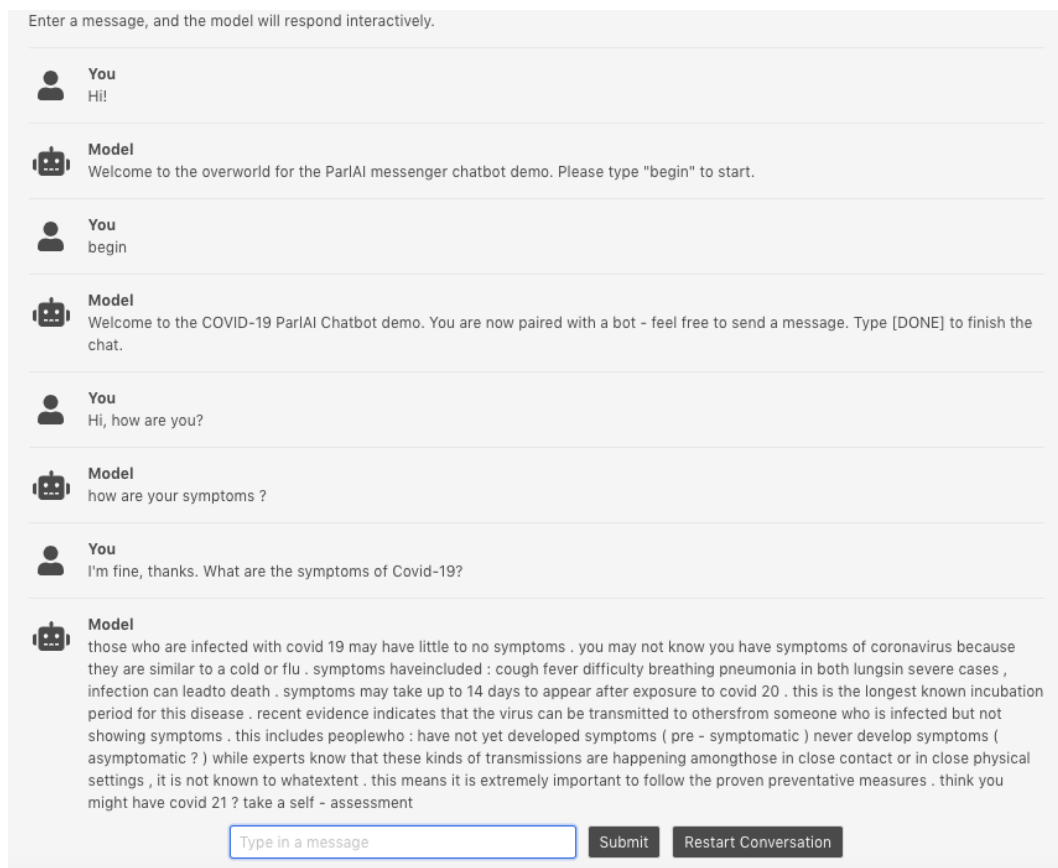 Enter a message, and the model will respond interactively.
You
Hi!
Model
Welcome to the overworld for the ParlAI messenger chatbot demo. Please type "begin" to start.
You
begin
Model
Welcome to the COVID-19 ParlAI Chatbot demo. You are now paired with a bot - feel free to send a message. Type [DONE] to finish the
chat.
You
Hi, how are you?
Model
how are your symptoms ?
You
I'm fine, thanks. What are the symptoms of Covid-19?
Model
those who are infected with covid 19 may have little to no symptoms . you may not know you have symptoms of coronavirus because
they are similar to a cold or flu . symptoms haveincluded : cough fever difficulty breathing pneumonia in both lungsin severe cases ,
infection can leadto death . symptoms may take up to 14 days to appear after exposure to covid 20 . this is the longest known incubation
period for this disease . recent evidence indicates that the virus can be transmitted to othersfrom someone who is infected but not
showing symptoms . this includes peoplewho : have not yet developed symptoms ( pre - symptomatic ) never develop symptoms (
asymptomatic ? ) while experts know that these kinds of transmissions are happening amongthose in close contact or in close physical
settings , it is not known to whatextent . this means it is extremely important to follow the proven preventative measures . think you
might have covid 21 ? take a self - assessment
Type in a message Submit Restart Conversation